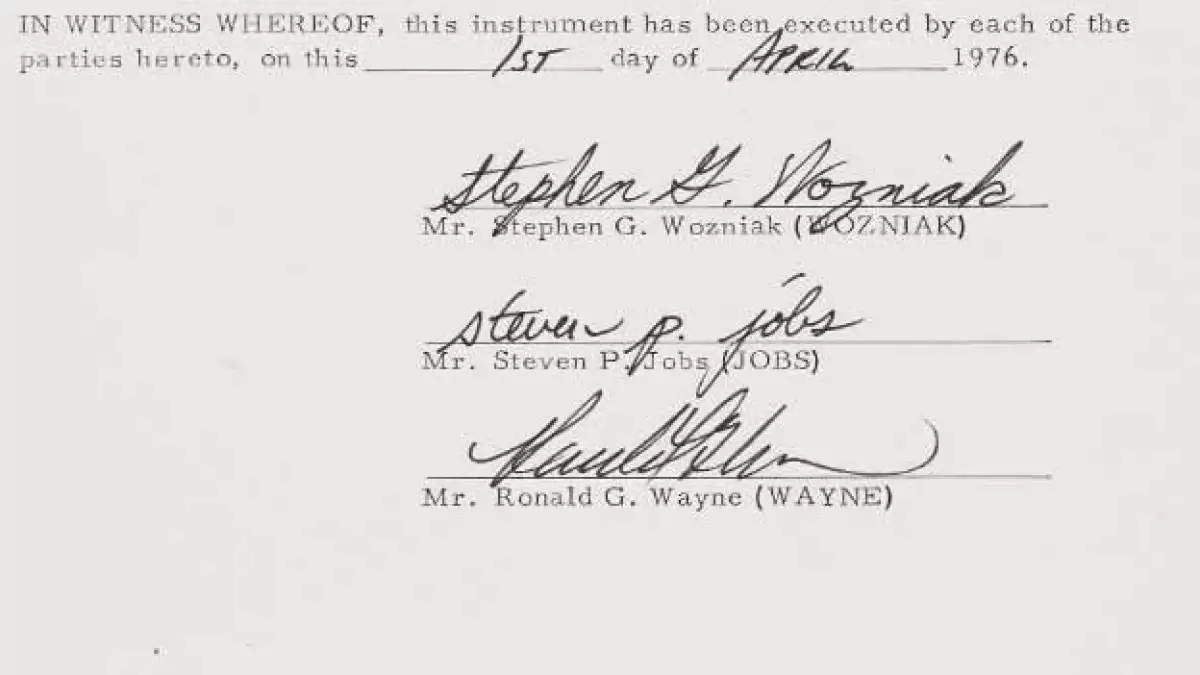 IN WITNESS WHEREOF, this instrument has been executed by each of the
parties hereto, on this 1ST day of APRIL 1976.
Stephen G. Wozniak
Mr. Stephen G. Wozniak (WOZNIAK)
steven p. jobs
Mr. Steven P. Jobs (JOBS)
Mr. Ronald G. Wayne (WAYNE)